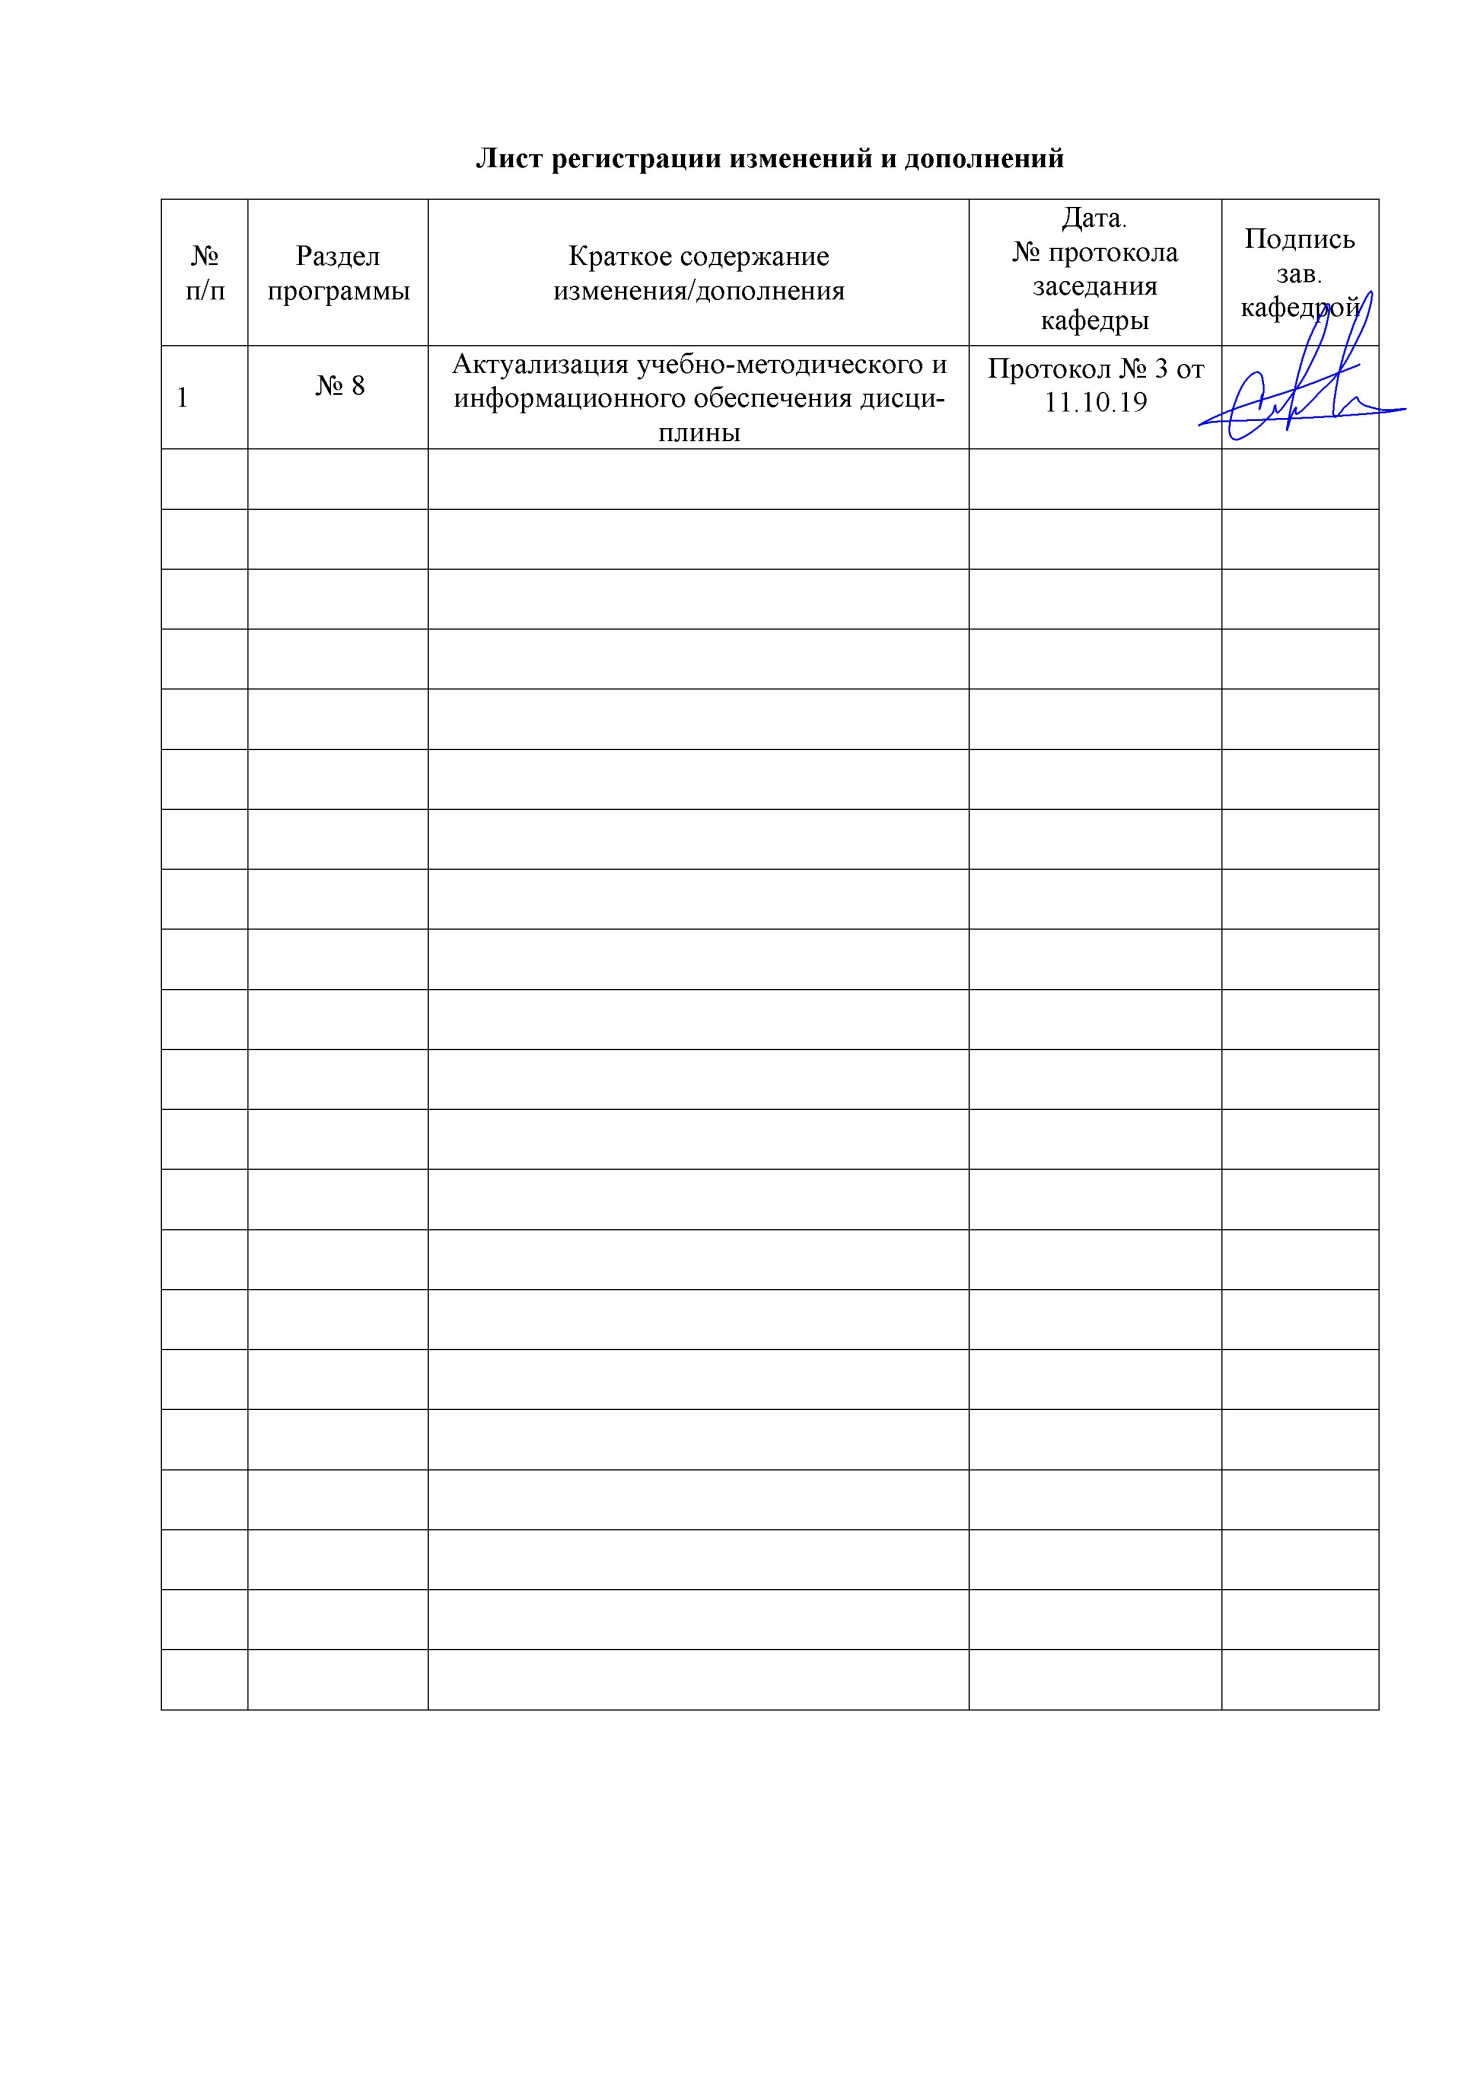 Лист регистрации изменений и дополнений
№
п/п
Раздел
программы
Краткое содержание
изменения/дополнения
Дата.
№ протокола
заседания
кафедры
Подпись
зав.
кафедрой
1
№ 8
Актуализация учебно-методического и
информационного обеспечения дисци-
плины
Протокол № 3 от
11.10.19